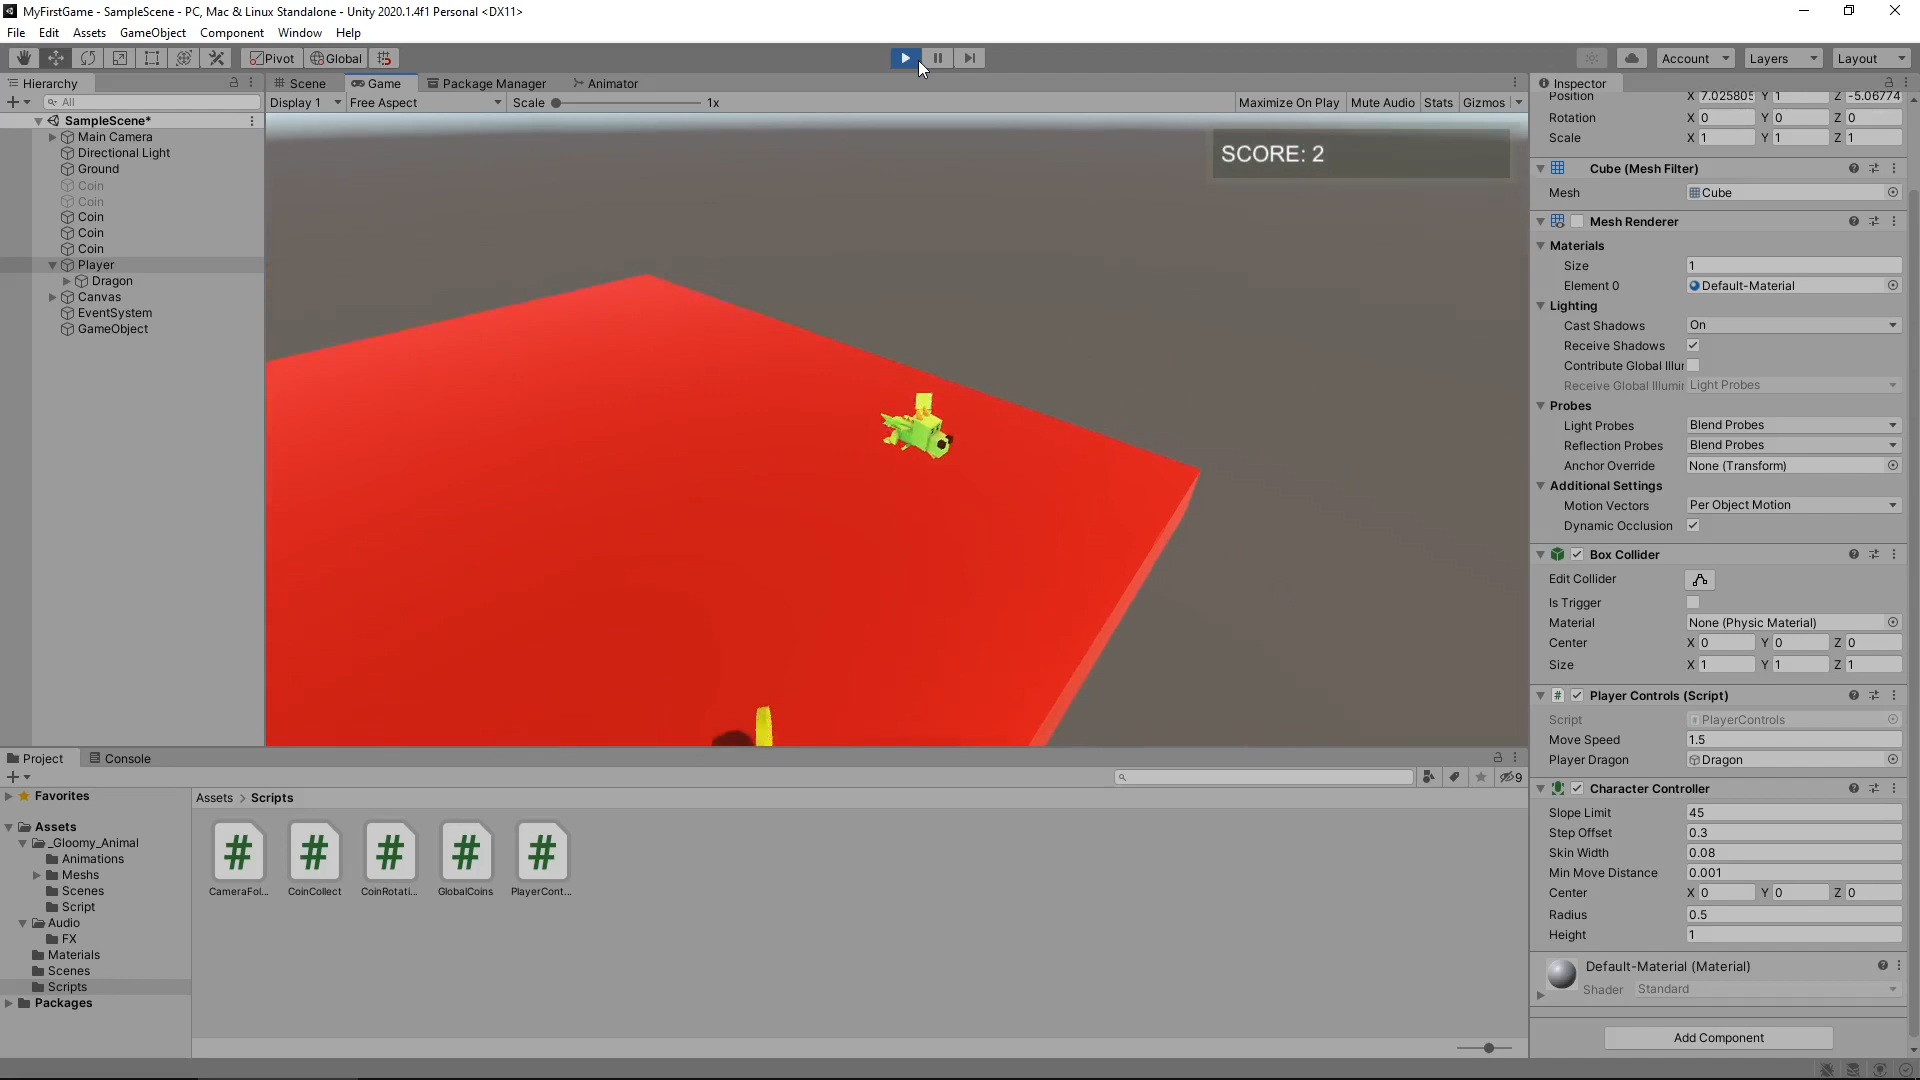 MyFirstGame - SampleScene - PC, Mac & Linux Standalone - Unity 2020.1.4f1 Personal <DX11>
File Edit Assets GameObject Component Window Help
Pivot Global Account Layers Layout
Hierarchy Scene Game Package Manager Animator Inspector
All Display 1 Free Aspect Scale 1x Maximize On Play Mute Audio Stats Gizmos
SampleScene*
Main Camera
Directional Light
Ground
Coin
Coin
Coin
Coin
Coin
Player
Dragon
Canvas
EventSystem
GameObject
SCORE: 2
Position X 7.025805 Y 1 Z -5.06774
Rotation X 0 Y 0 Z 0
Scale X 1 Y 1 Z 1
Cube (Mesh Filter)
Mesh Cube
Mesh Renderer
Materials
Size 1
Element 0 Default-Material
Lighting
Cast Shadows On
Receive Shadows
Contribute Global Illur
Receive Global Illumir Light Probes
Probes
Light Probes Blend Probes
Reflection Probes Blend Probes
Anchor Override None (Transform)
Additional Settings
Motion Vectors Per Object Motion
Dynamic Occlusion
Box Collider
Edit Collider
Is Trigger
Material None (Physic Material)
Center X 0 Y 0 Z 0
Size X 1 Y 1 Z 1
# Player Controls (Script)
Script PlayerControls
Move Speed 1.5
Player Dragon Dragon
Character Controller
Slope Limit 45
Step Offset 0.3
Skin Width 0.08
Min Move Distance 0.001
Center X 0 Y 0 Z 0
Radius 0.5
Height 1
Default-Material (Material)
Shader Standard
Add Component
Project Console
9
Favorites
Assets
_Gloomy_Animal
Animations
Meshs
Scenes
Script
Audio
FX
Materials
Scenes
Scripts
Packages
Assets > Scripts
# # # # #
CameraFol... CoinCollect CoinRotati... GlobalCoins PlayerCont...